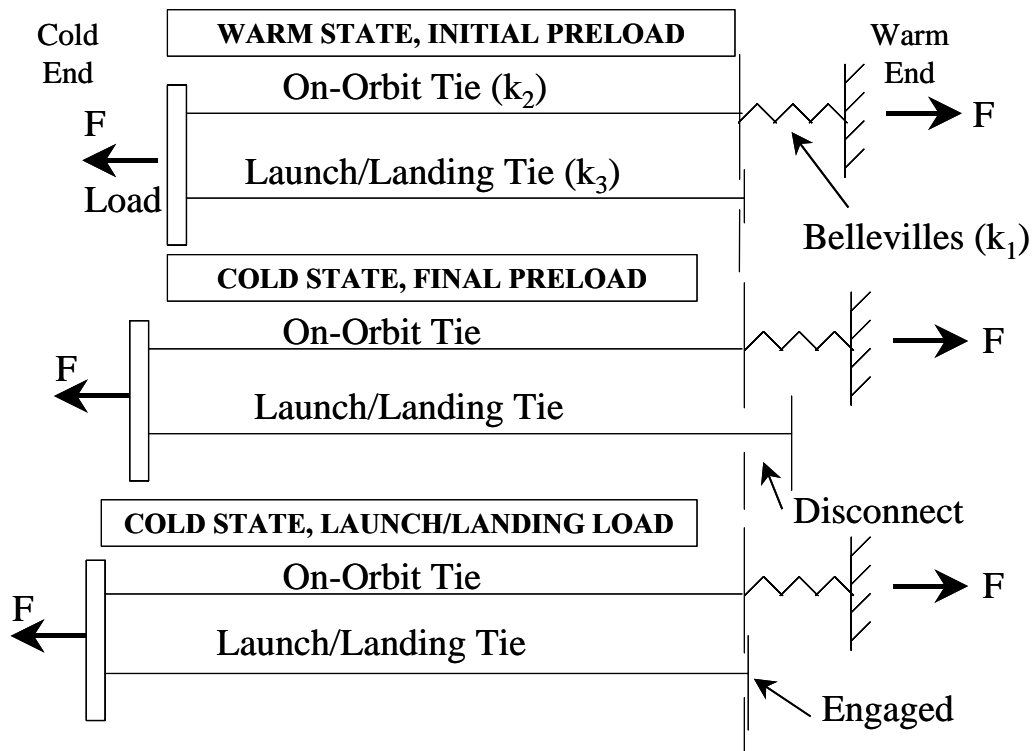 Cold
End
WARM STATE, INITIAL PRELOAD
Warm
End
On-Orbit Tie (k2)
F
F
Launch/Landing Tie (k3)
Load
Bellevilles (k1)
COLD STATE, FINAL PRELOAD
On-Orbit Tie
F
F
Launch/Landing Tie
Disconnect
COLD STATE, LAUNCH/LANDING LOAD
On-Orbit Tie
F
F
Launch/Landing Tie
Engaged